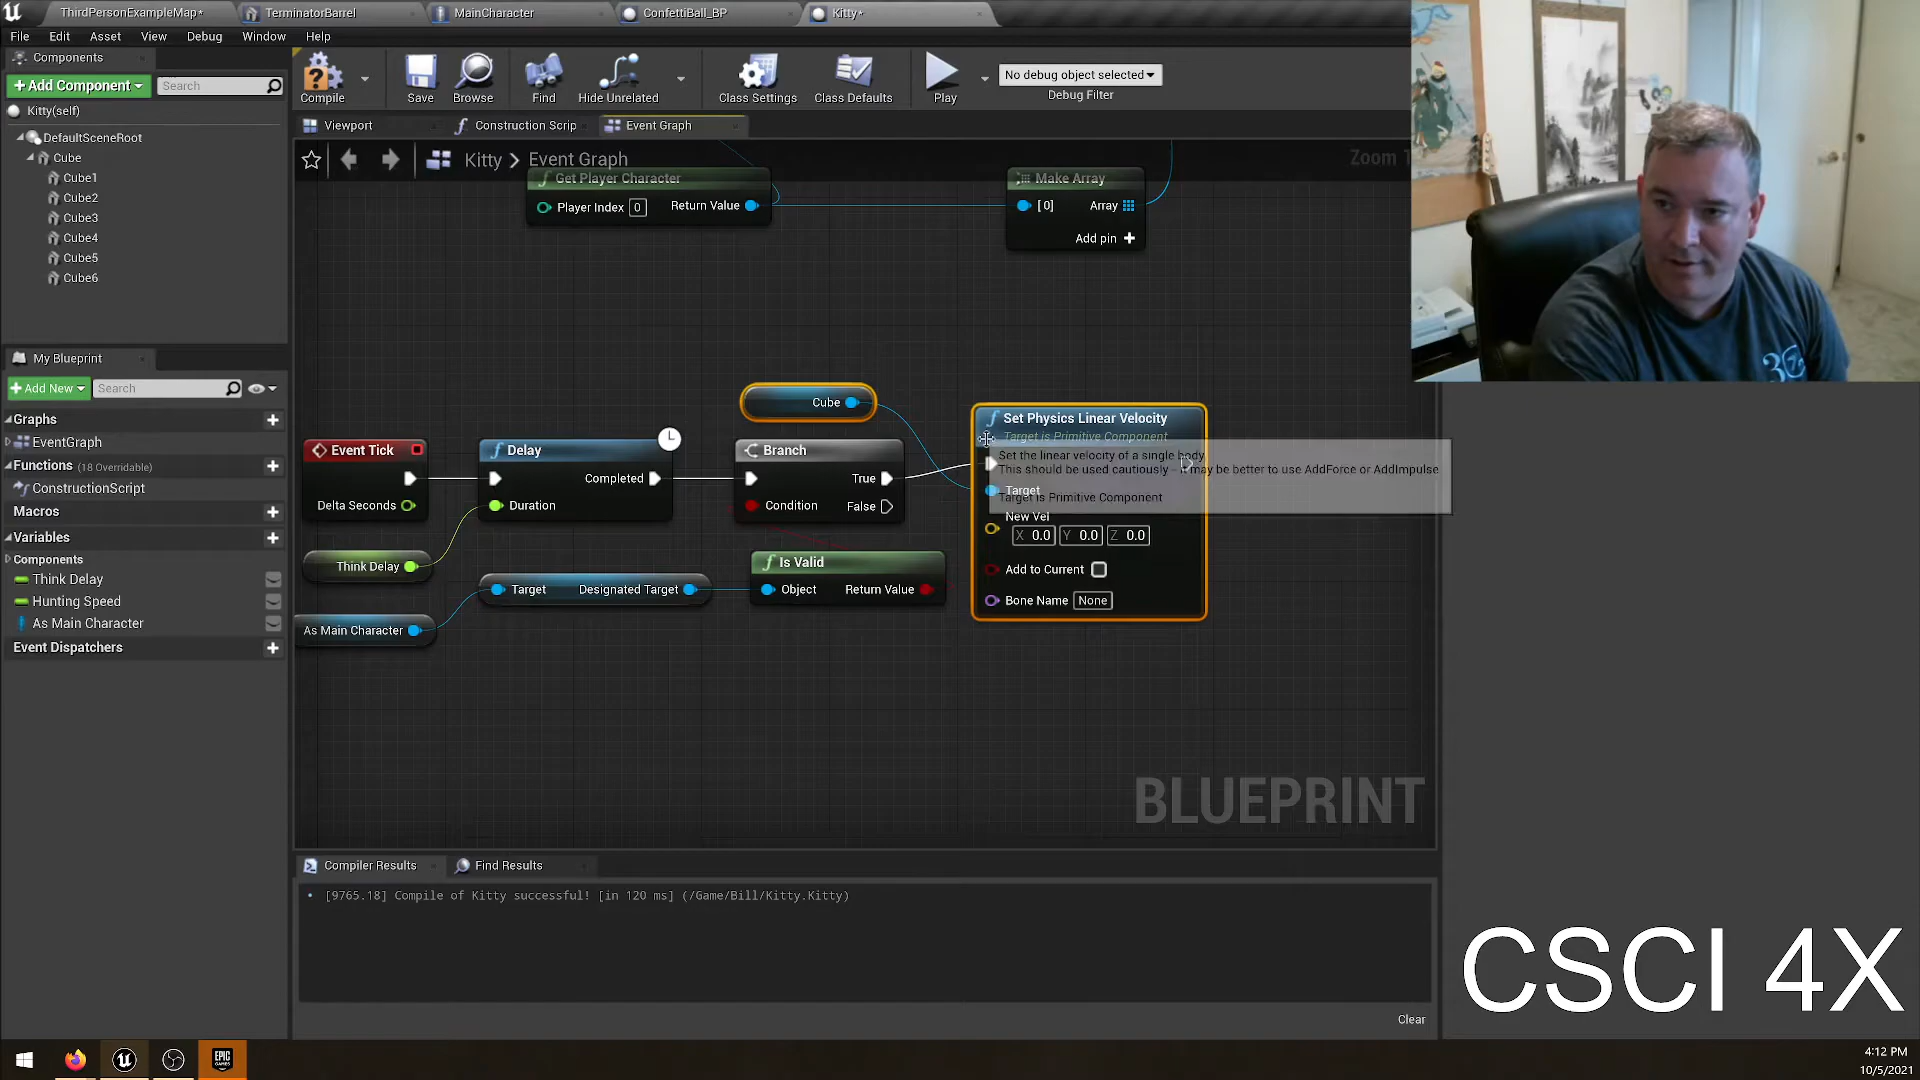 ThirdPersonExampleMap*
TerminatorBarrel
MainCharacter
ConfettiBall_BP
Kitty*
File Edit Asset View Debug Window Help
Components
+ Add Component
Search
Kitty(self)
DefaultSceneRoot
Cube
Cube1
Cube2
Cube3
Cube4
Cube5
Cube6
Compile
Save
Browse
Find
Hide Unrelated
Class Settings
Class Defaults
Play
No debug object selected
Debug Filter
Viewport
Construction Scrip
Event Graph
Kitty > Event Graph
Get Player Character
Player Index 0 Return Value
Make Array
[0] Array
Add pin +
My Blueprint
+ Add New
Search
Graphs
EventGraph
Functions (18 Overridable)
ConstructionScript
Macros
Variables
Components
Think Delay
Hunting Speed
As Main Character
Event Dispatchers
Cube
Event Tick
Delta Seconds
Delay
Completed
Duration
Branch
True
Condition False
Think Delay
Target Designated Target
Is Valid
Object Return Value
As Main Character
Set Physics Linear Velocity
Target is Primitive Component
Set the linear velocity of a single body
This should be used cautiously - it may be better to use AddForce or AddImpulse
Target
Target is Primitive Component
New Vel
X 0.0 Y 0.0 Z 0.0
Add to Current
Bone Name None
BLUEPRINT
Compiler Results
Find Results
[9765.18] Compile of Kitty successful! [in 120 ms] (/Game/Bill/Kitty.Kitty)
Clear
CSCI 4X
EPIC
GAMES
4:12 PM
10/5/2021